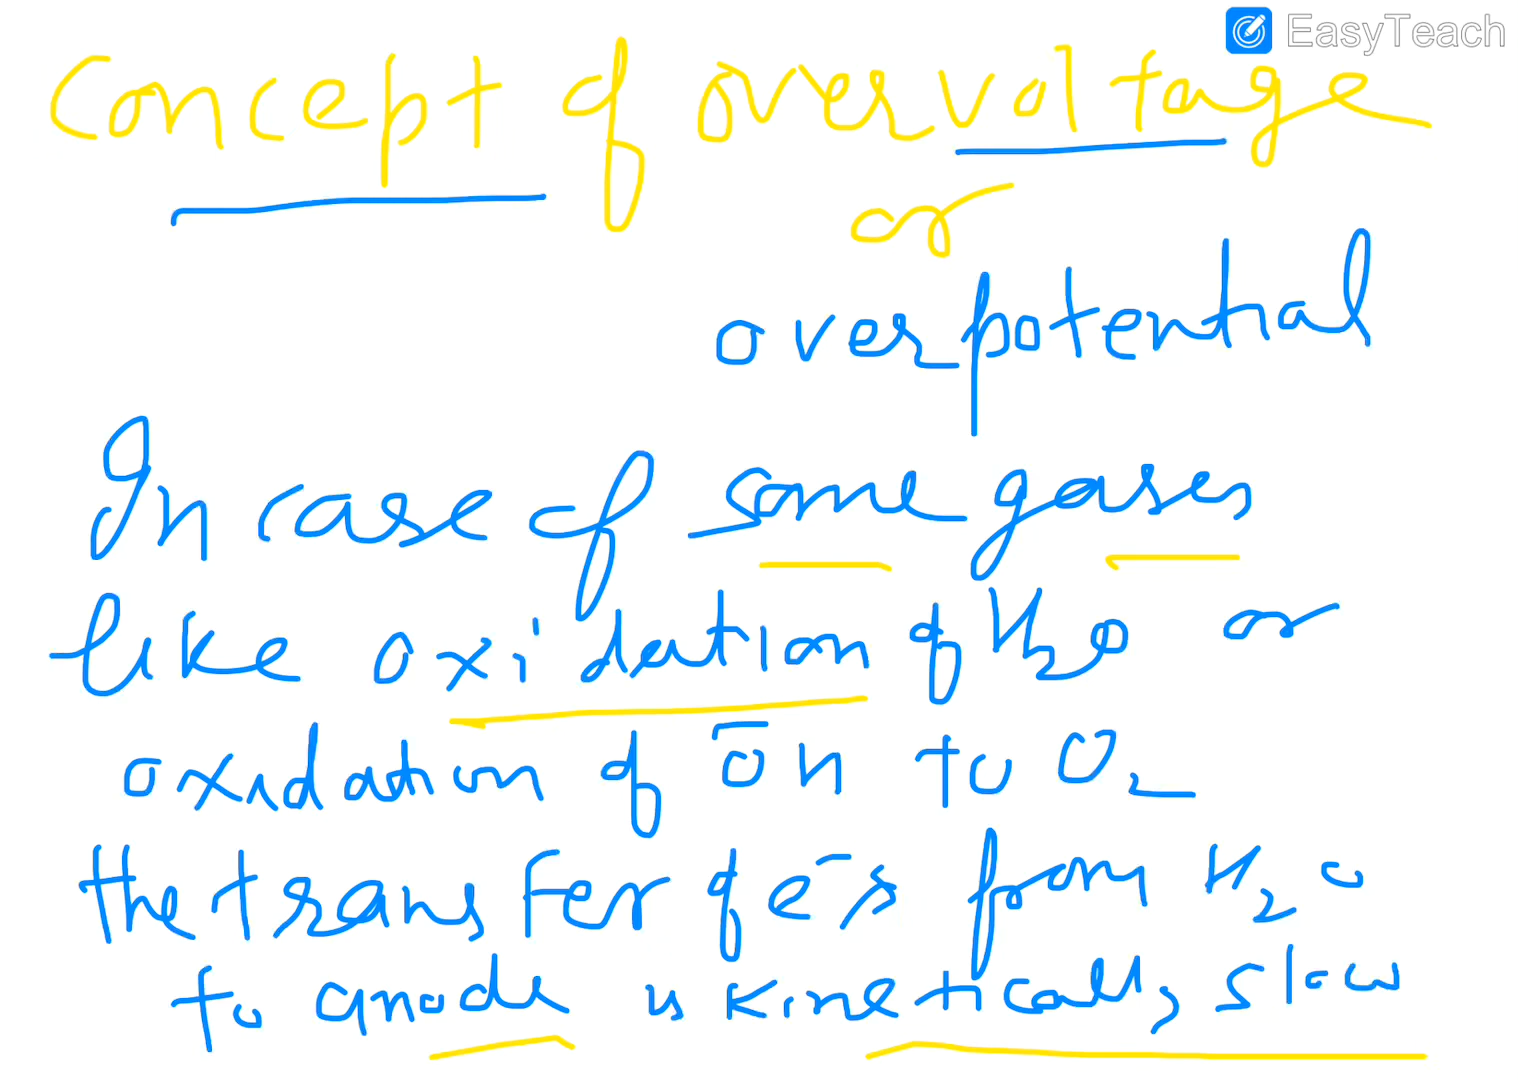 EasyTeach
Concept of overvoltage
or
overpotential
In case of some gases
like oxidation of H₂O or
oxidation of ŌH to O₂
the transfer of e⁻s from H₂O
to anode is kinetically slow